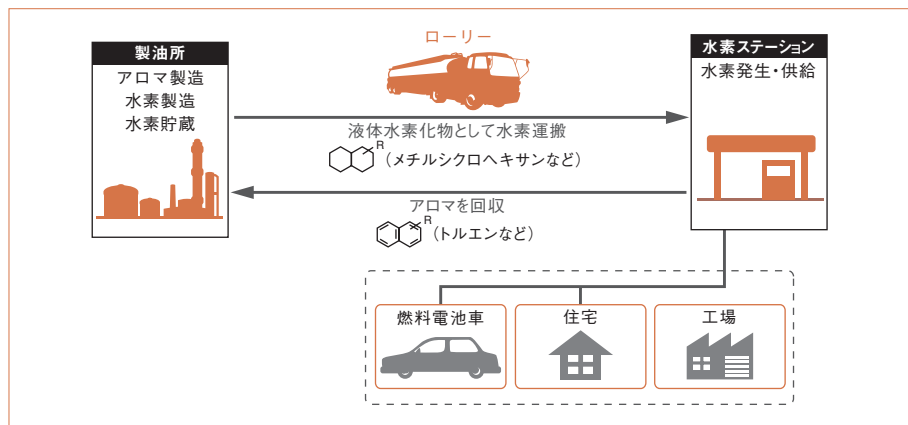 ローリー
製油所
アロマ製造
水素製造
水素貯蔵
水素ステーション
水素発生・供給
液体水素化物として水素運搬
R
(メチルシクロヘキサンなど)
アロマを回収
R
(トルエンなど)
燃料電池車
住宅
工場